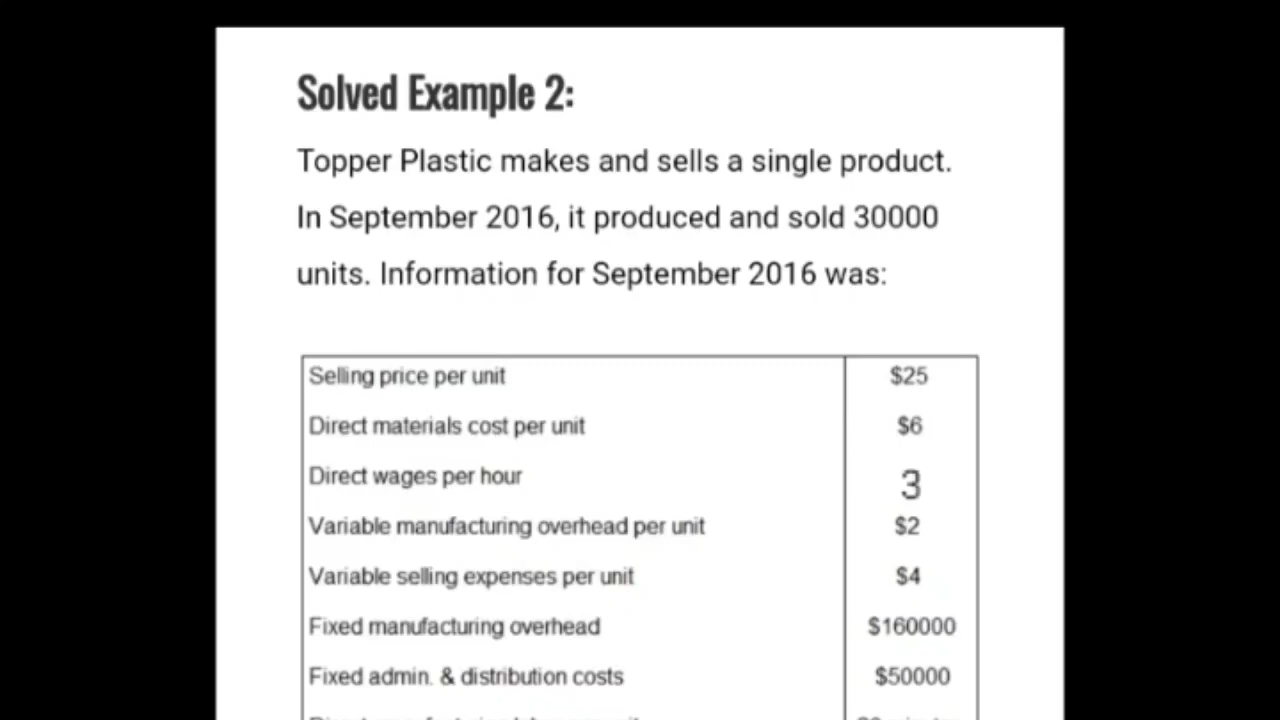 Solved Example 2:
Topper Plastic makes and sells a single product.
In September 2016, it produced and sold 30000
units. Information for September 2016 was:
Selling price per unit $25
Direct materials cost per unit $6
Direct wages per hour 3
Variable manufacturing overhead per unit $2
Variable selling expenses per unit $4
Fixed manufacturing overhead $160000
Fixed admin. & distribution costs $50000